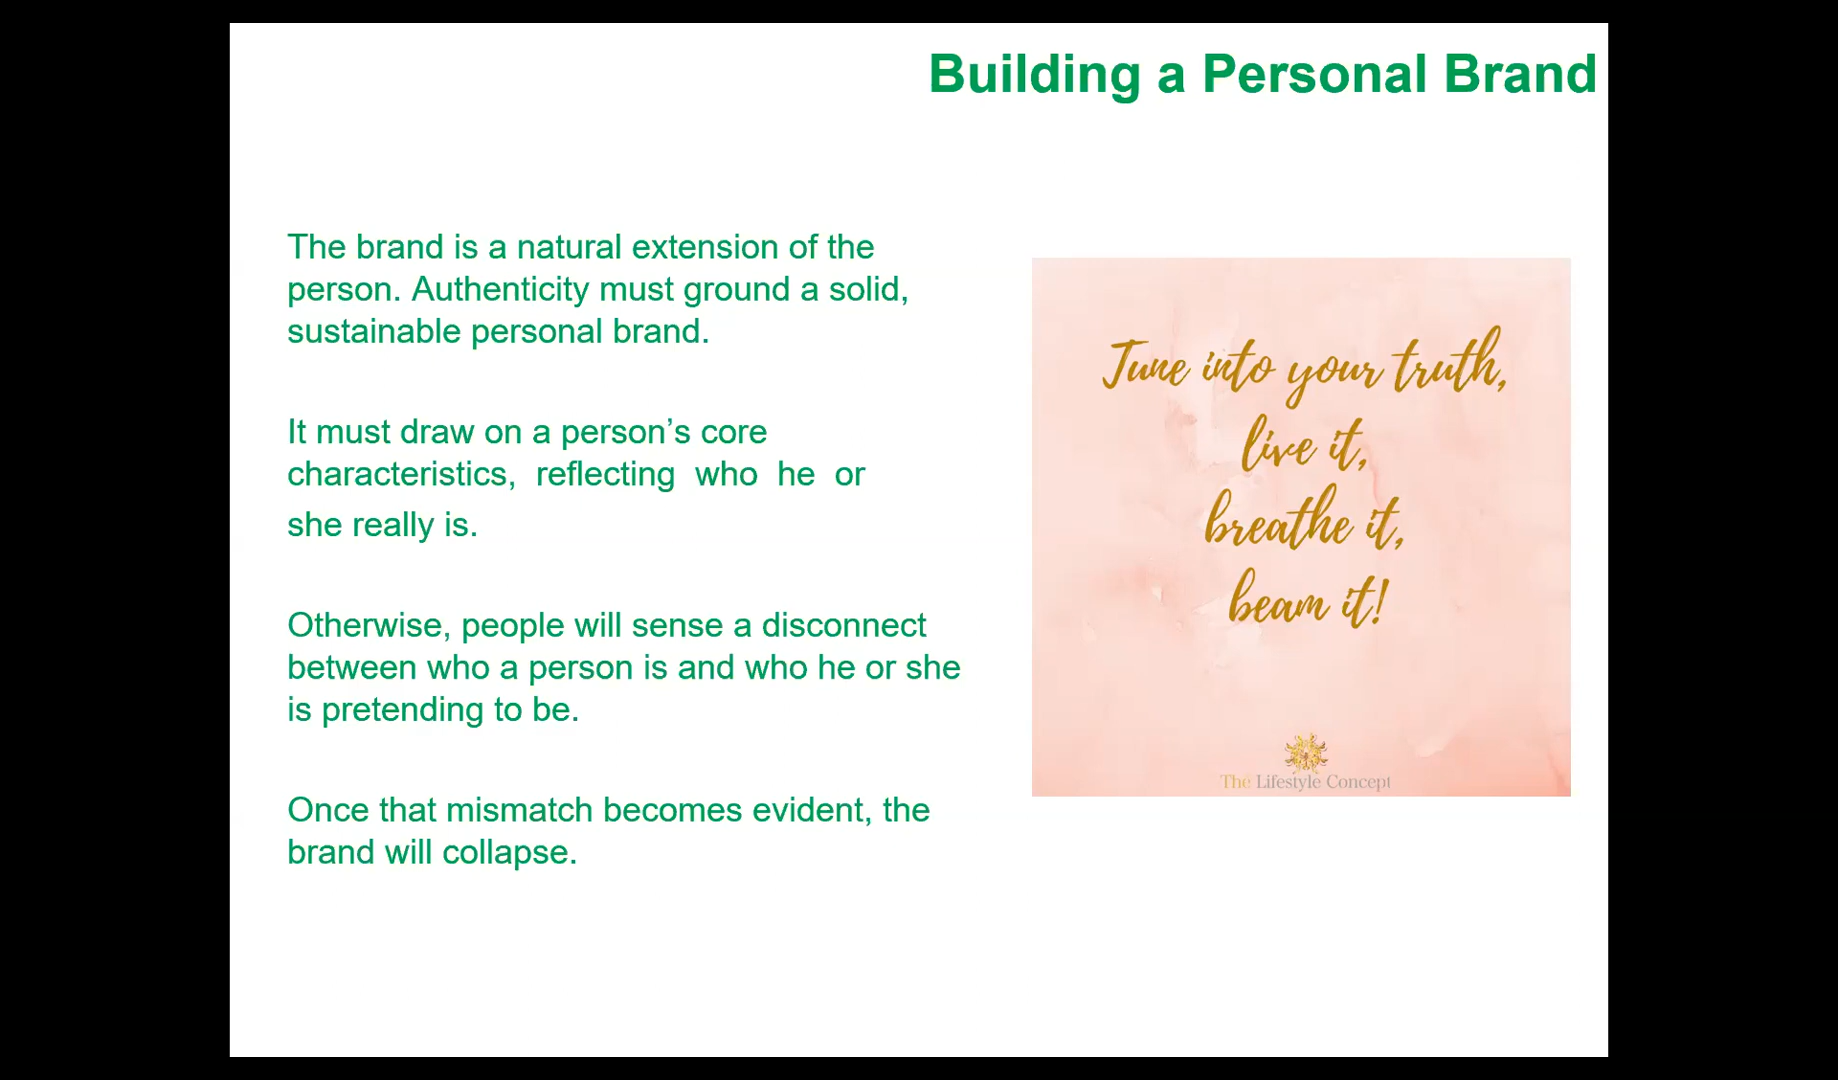 Building a Personal Brand
The brand is a natural extension of the
person. Authenticity must ground a solid,
sustainable personal brand.
It must draw on a person’s core
characteristics, reflecting who he or
she really is.
Otherwise, people will sense a disconnect
between who a person is and who he or she
is pretending to be.
Once that mismatch becomes evident, the
brand will collapse.
Tune into your truth,
live it,
breathe it,
beam it!
The Lifestyle Concept